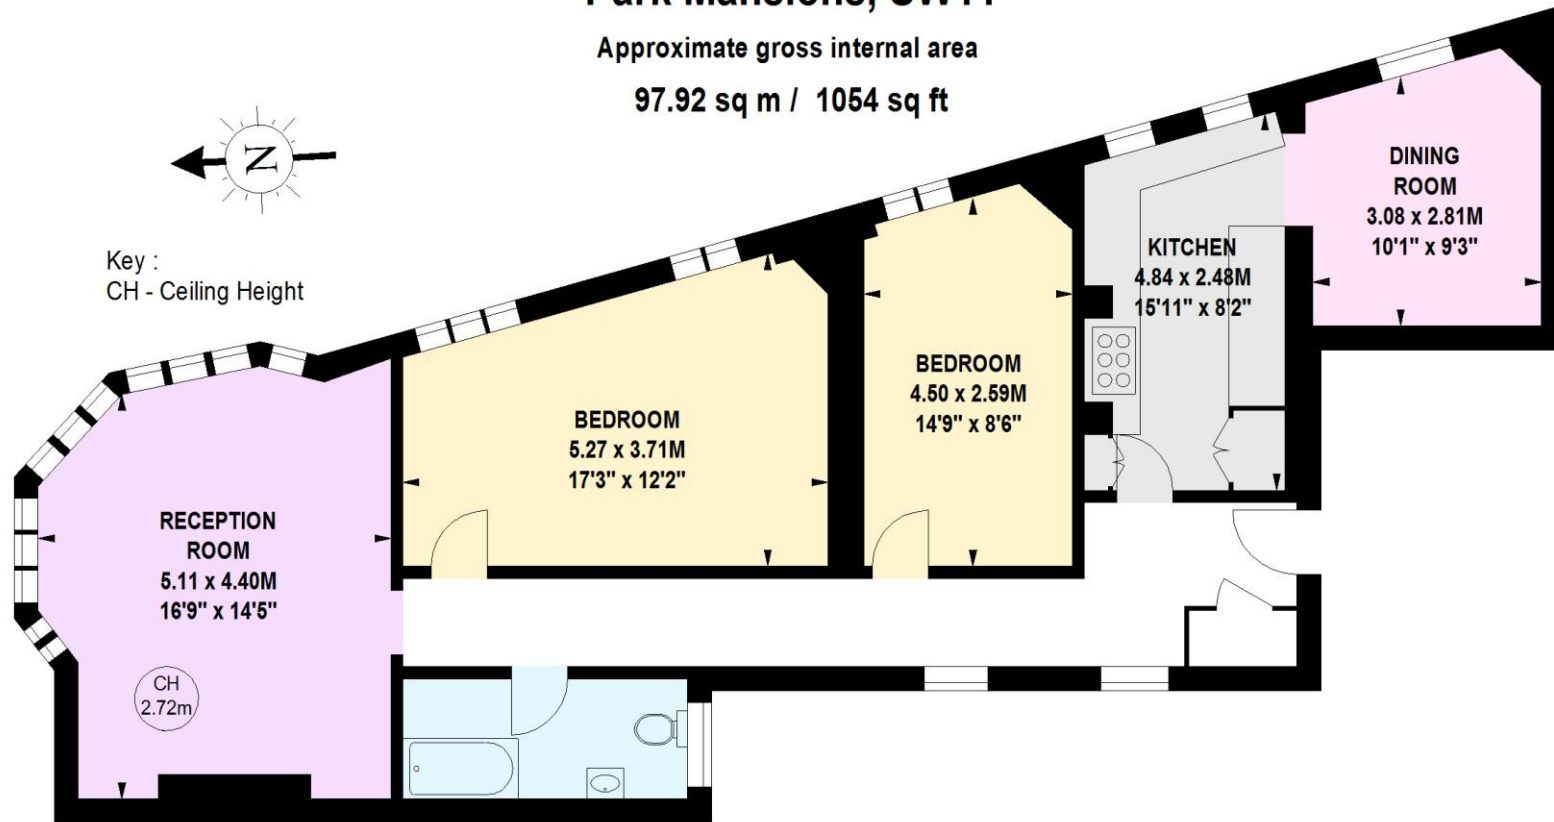 Approximate gross internal area
97.92 sq m / 1054 sq ft
N
Key :
CH - Ceiling Height
DINING
ROOM
3.08 x 2.81M
10'1" x 9'3"
KITCHEN
4.84 x 2.48M
15'11" x 8'2"
BEDROOM
4.50 x 2.59M
14'9" x 8'6"
BEDROOM
5.27 x 3.71M
17'3" x 12'2"
RECEPTION
ROOM
5.11 x 4.40M
16'9" x 14'5"
CH
2.72m